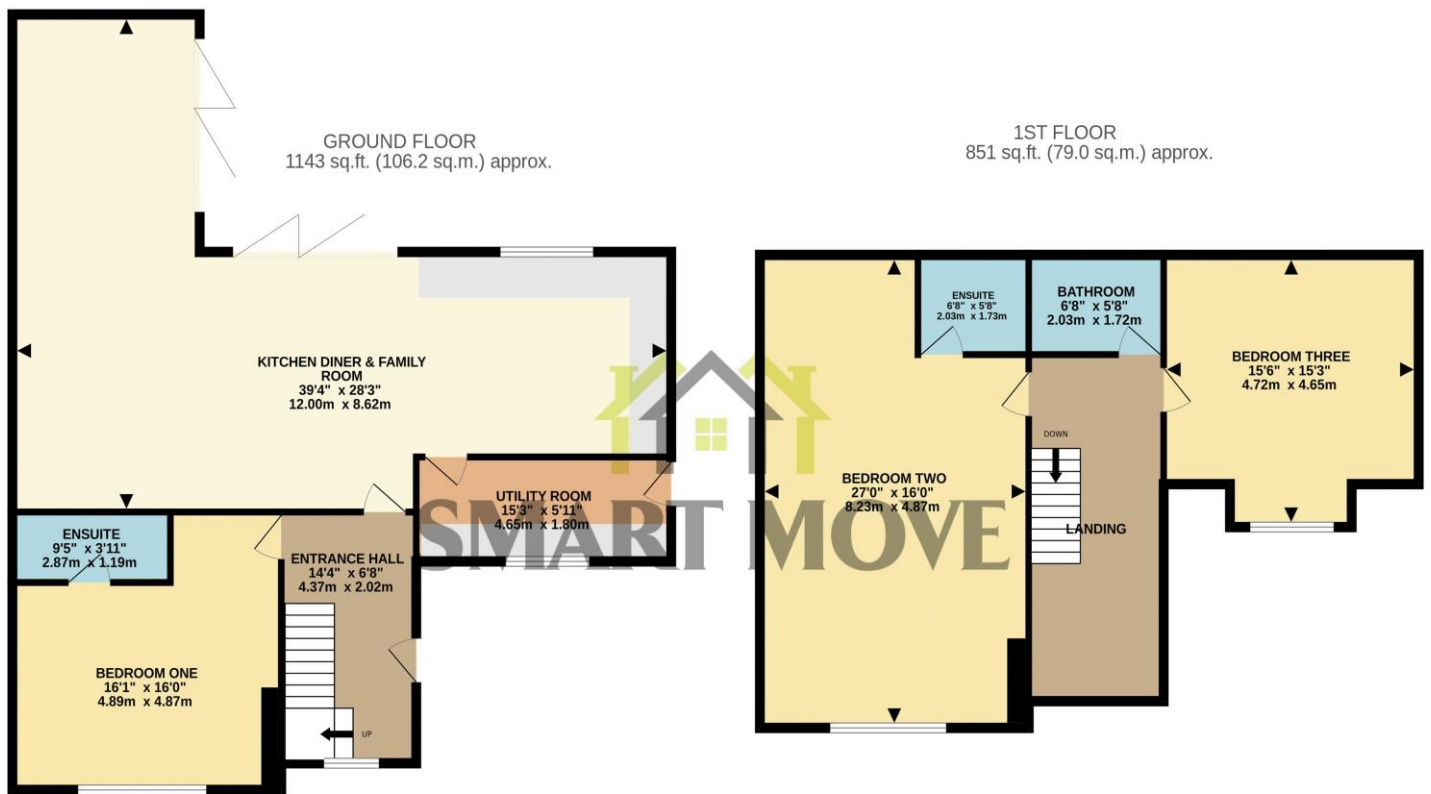 GROUND FLOOR
1143 sq.ft. (106.2 sq.m.) approx.
KITCHEN DINER & FAMILY
ROOM
39'4" x 28'3"
12.00m x 8.62m
UTILITY ROOM
15'3" x 5'11"
4.65m x 1.80m
ENSUITE
9'5" x 3'11"
2.87m x 1.19m
ENTRANCE HALL
14'4" x 6'8"
4.37m x 2.02m
BEDROOM ONE
16'1" x 16'0"
4.89m x 4.87m
UP
1ST FLOOR
851 sq.ft. (79.0 sq.m.) approx.
ENSUITE
6'8" x 5'8"
2.03m x 1.73m
BATHROOM
6'8" x 5'8"
2.03m x 1.72m
BEDROOM THREE
15'6" x 15'3"
4.72m x 4.65m
DOWN
BEDROOM TWO
27'0" x 16'0"
8.23m x 4.87m
LANDING
SMART MOVE